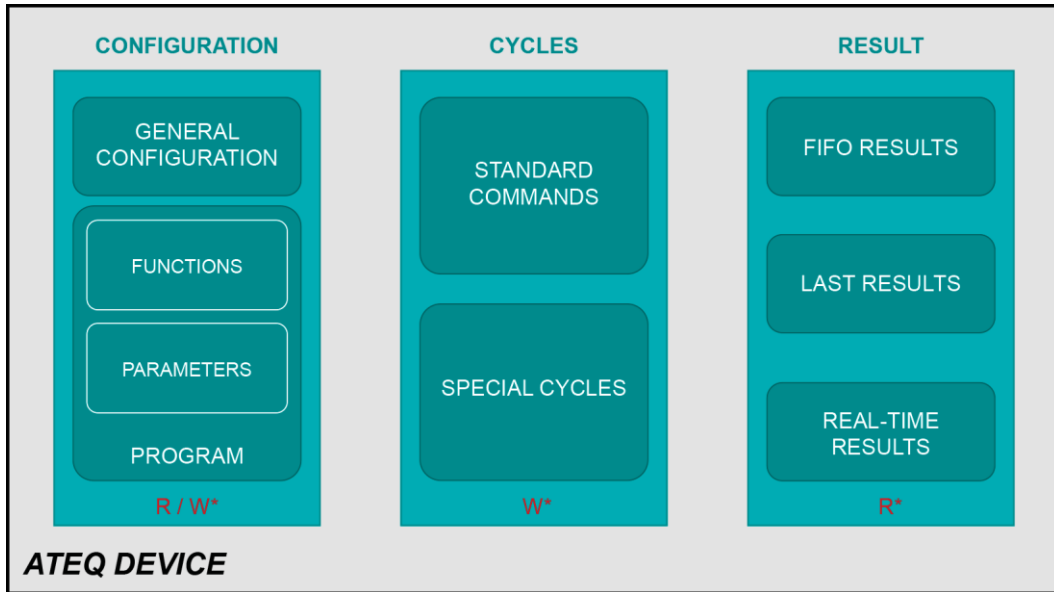 CONFIGURATION
GENERAL
CONFIGURATION
FUNCTIONS
PARAMETERS
PROGRAM
R / W*
CYCLES
STANDARD
COMMANDS
SPECIAL CYCLES
W*
RESULT
FIFO RESULTS
LAST RESULTS
REAL-TIME
RESULTS
R*
ATEQ DEVICE